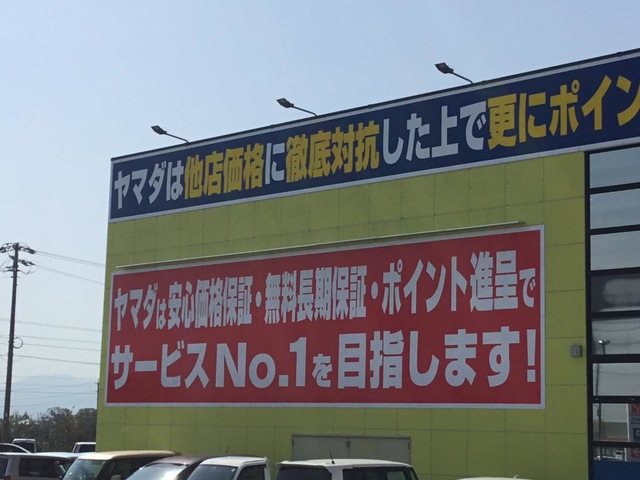 ヤマダは他店価格に徹底対抗した上で更にポイン
ヤマダは安心価格保証・無料長期保証・ポイント進呈で
サービスNo.1を目指します!